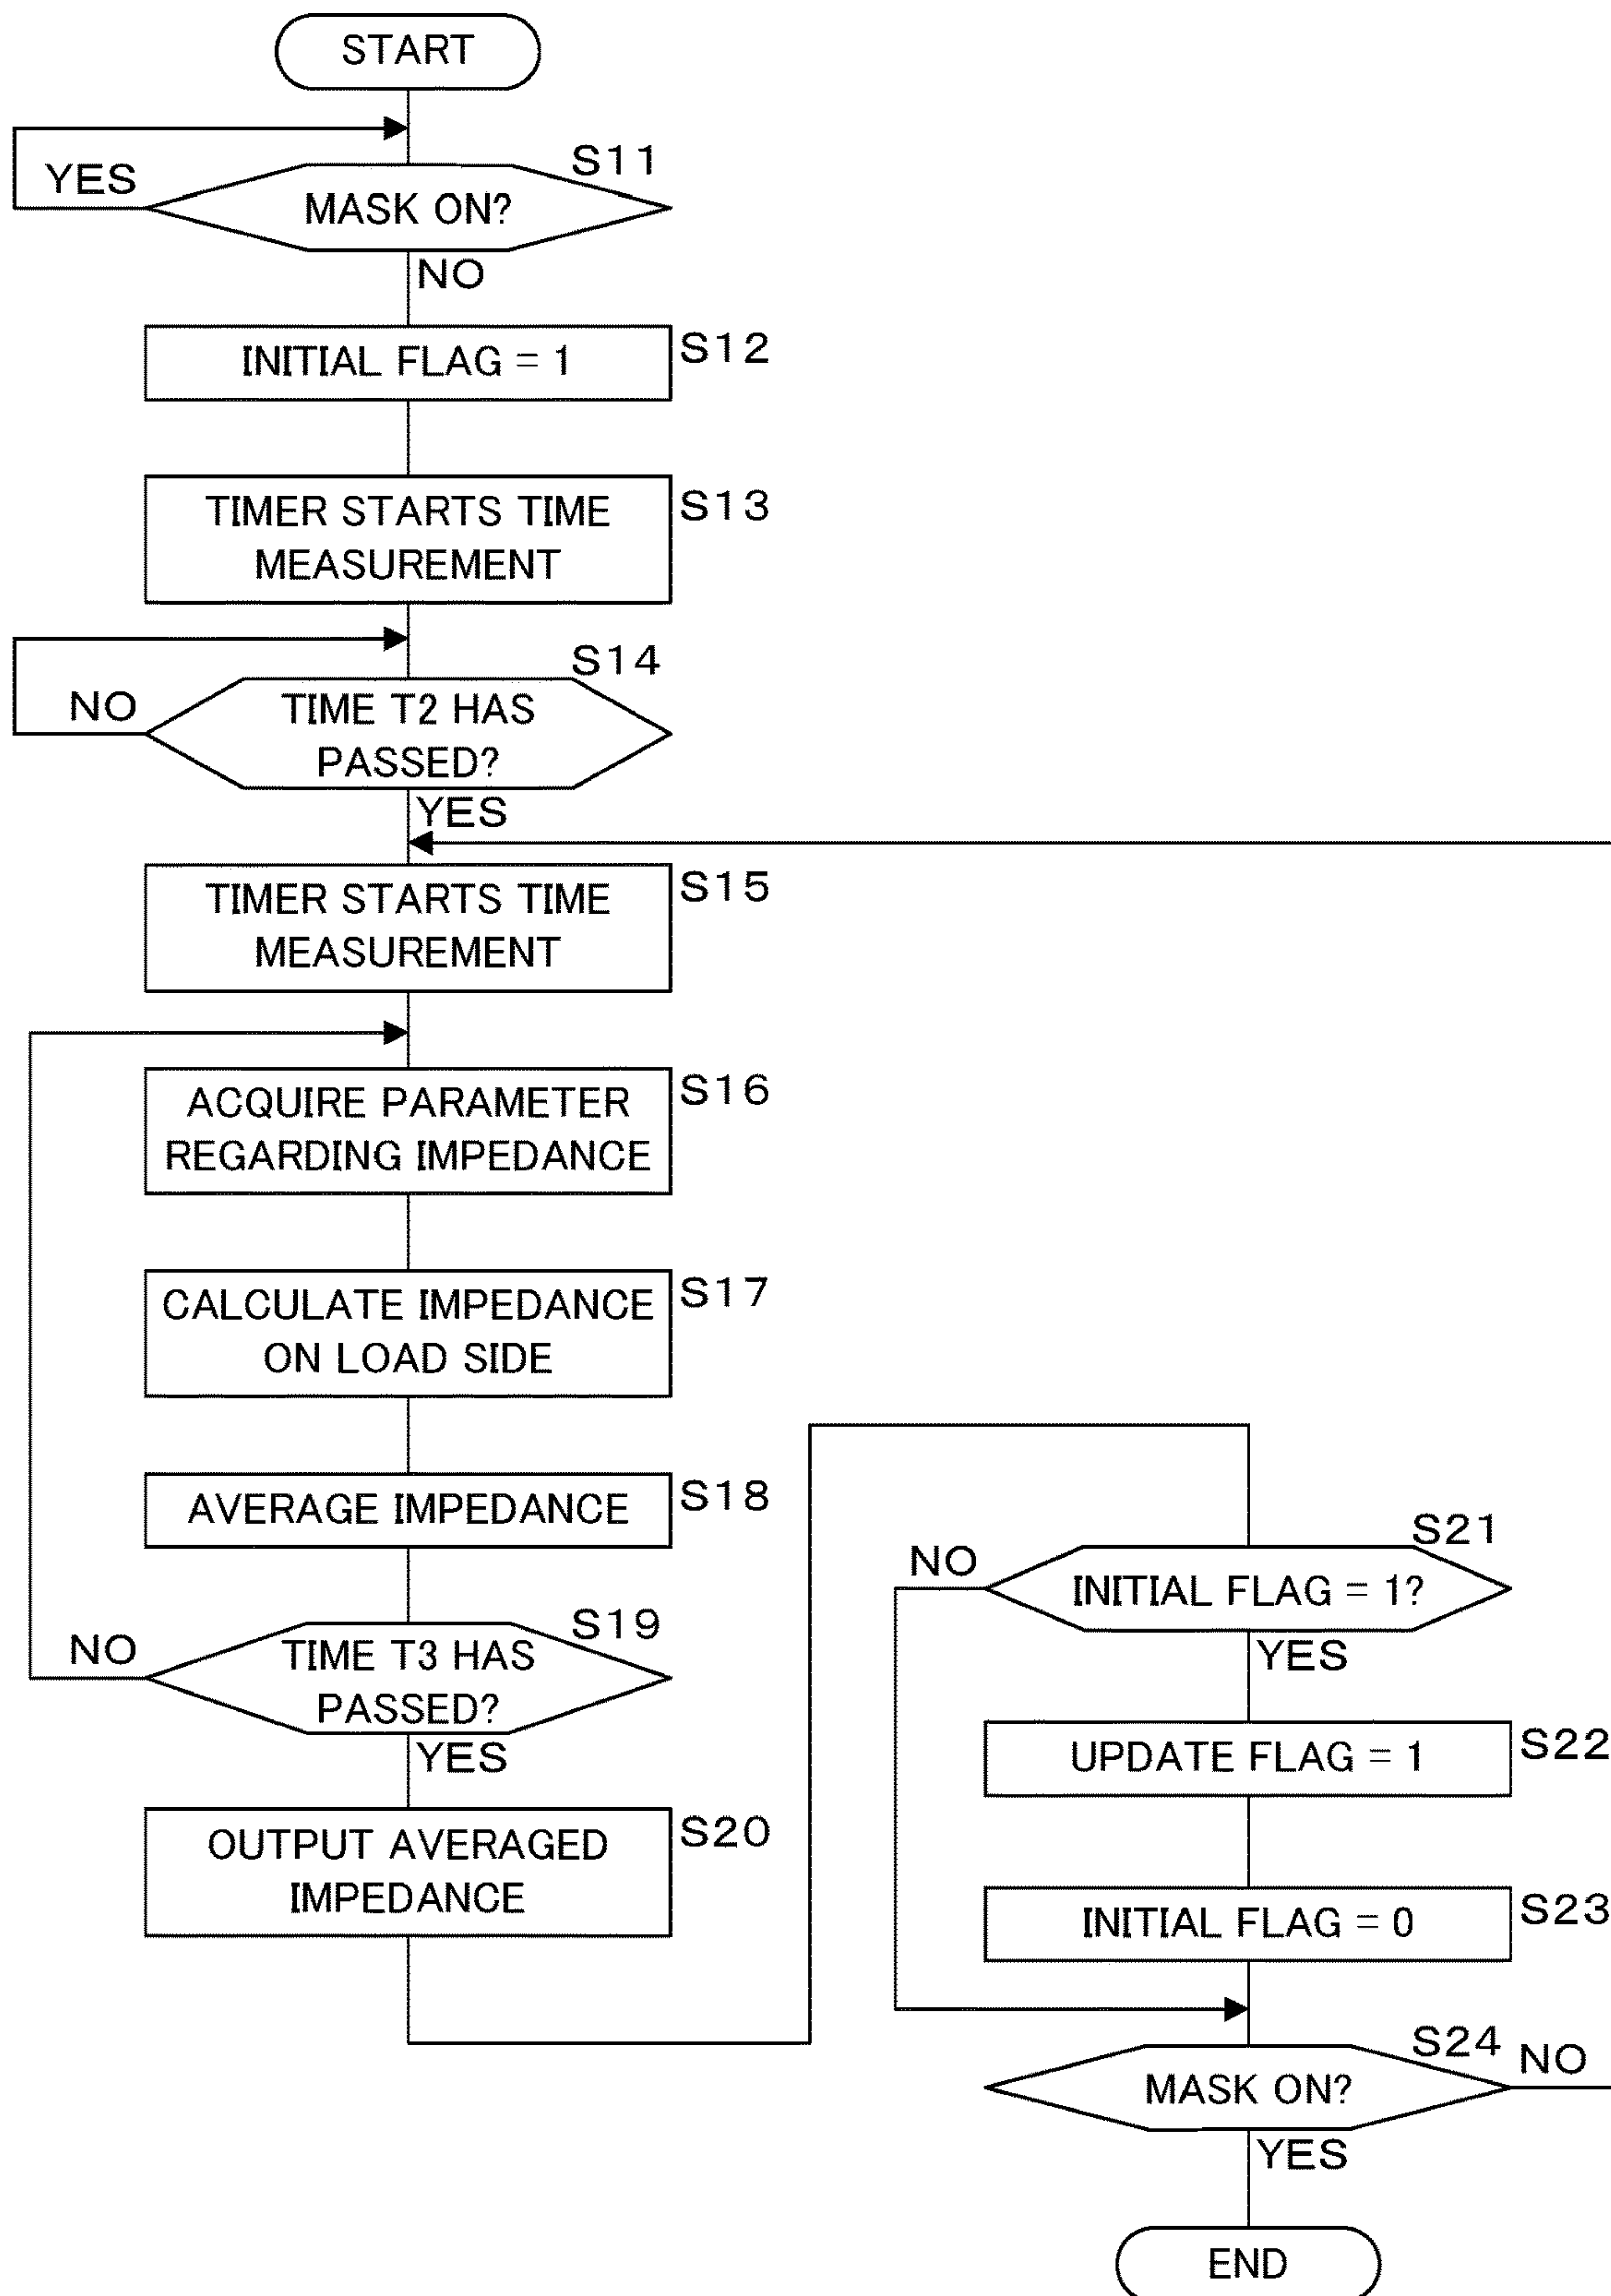 START
YES
S11
MASK ON?
NO
INITIAL FLAG = 1
S12
TIMER STARTS TIME
MEASUREMENT
S13
S14
NO
TIME T2 HAS
PASSED?
YES
TIMER STARTS TIME
MEASUREMENT
S15
ACQUIRE PARAMETER
REGARDING IMPEDANCE
S16
CALCULATE IMPEDANCE
ON LOAD SIDE
S17
AVERAGE IMPEDANCE
S18
S19
NO
TIME T3 HAS
PASSED?
YES
OUTPUT AVERAGED
IMPEDANCE
S20
S21
NO
INITIAL FLAG = 1?
YES
UPDATE FLAG = 1
S22
INITIAL FLAG = 0
S23
S24
NO
MASK ON?
YES
END